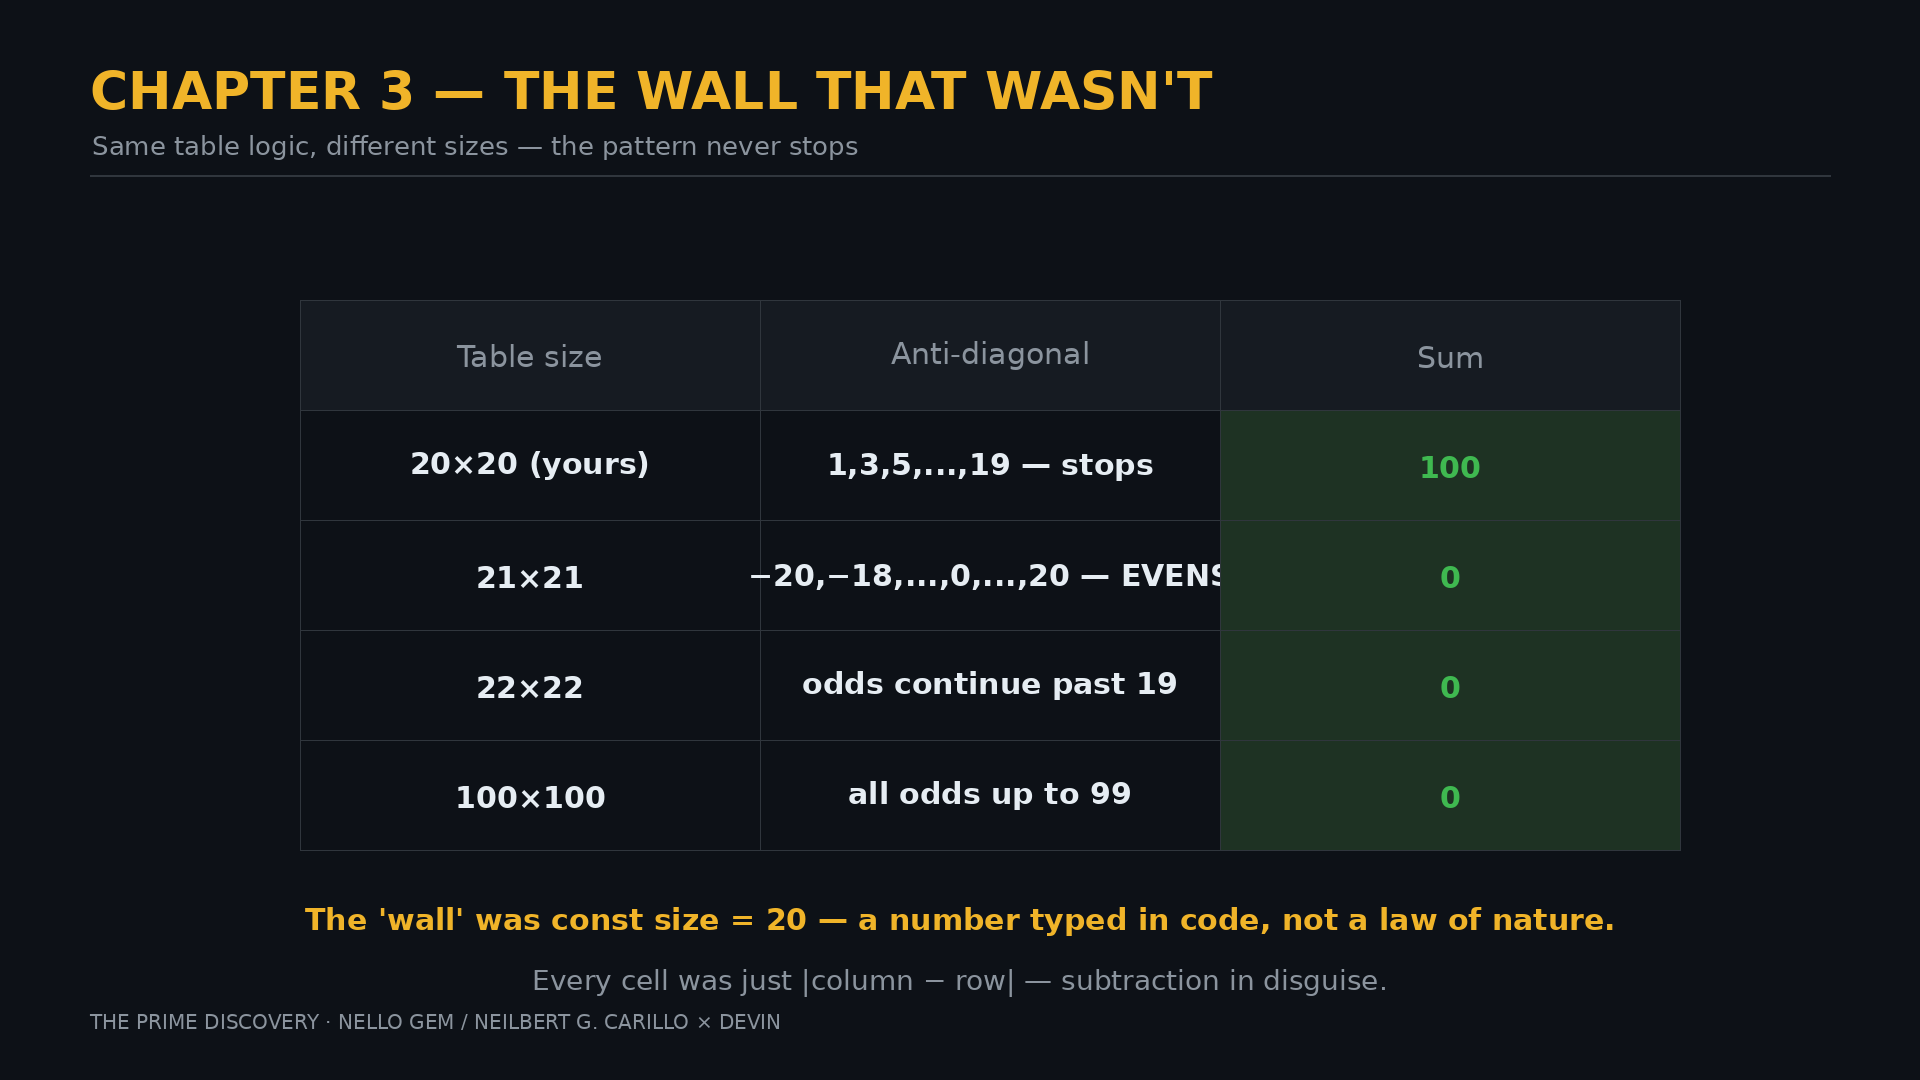 CHAPTER 3 — THE WALL THAT WASN'T
Same table logic, different sizes — the pattern never stops
Table size
Anti-diagonal
Sum
20×20 (yours)
1,3,5,...,19 — stops
100
21×21
−20,−18,...,0,...,20 — EVENS
0
22×22
odds continue past 19
0
100×100
all odds up to 99
0
The 'wall' was const size = 20 — a number typed in code, not a law of nature.
Every cell was just |column − row| — subtraction in disguise.
THE PRIME DISCOVERY · NELLO GEM / NEILBERT G. CARILLO × DEVIN